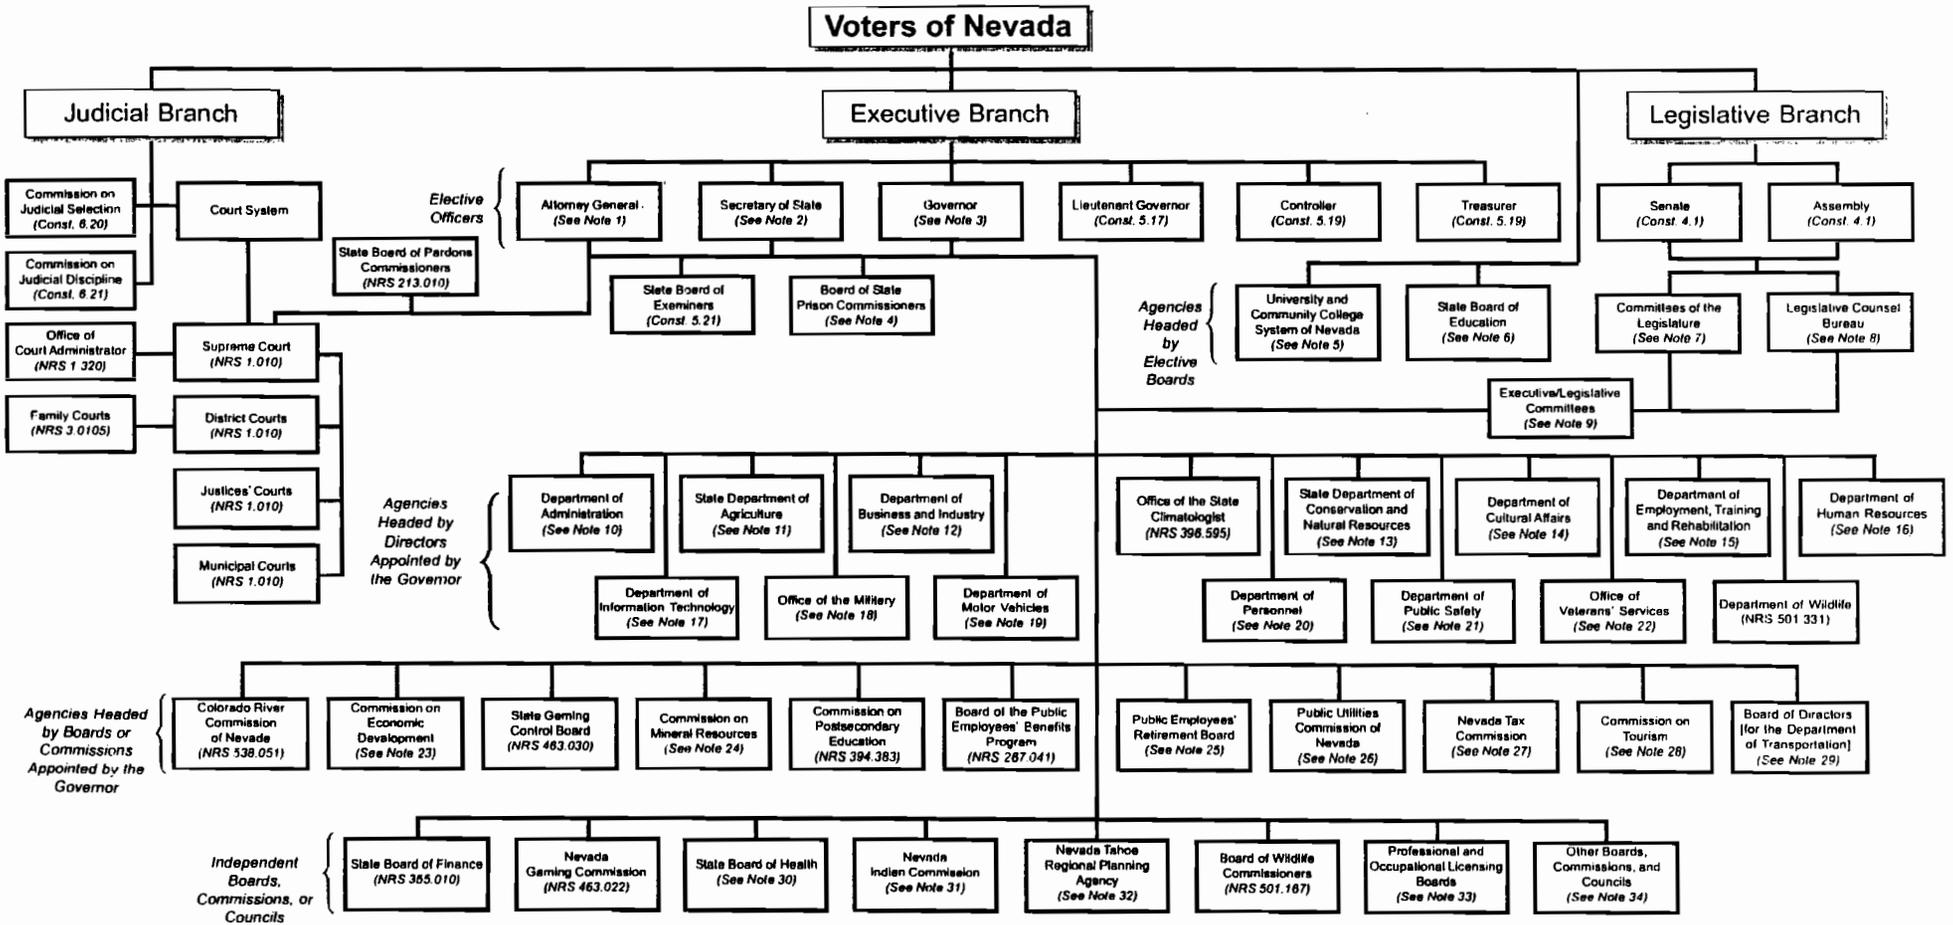 Voters of Nevada
Judicial Branch
Executive Branch
Legislative Branch
Commission on
Judicial Selection
(Const. 6.20)
Court System
Commission on
Judicial Discipline
(Const. 6.21)
Office of
Court Administrator
(NRS 1 320)
Supreme Court
(NRS 1.010)
Family Courts
(NRS 3.0105)
District Courts
(NRS 1.010)
Justices' Courts
(NRS 1.010)
Municipal Courts
(NRS 1.010)
State Board of Pardons
Commissioners
(NRS 213.010)
Elective
Officers
Attorney General
(See Note 1)
Secretary of State
(See Note 2)
Governor
(See Note 3)
Lieutenant Governor
(Const. 5.17)
Controller
(Const. 5.19)
Treasurer
(Const. 5.19)
State Board of
Examiners
(Const. 5.21)
Board of State
Prison Commissioners
(See Note 4)
Agencies
Headed
by
Elective
Boards
University and
Community College
System of Nevada
(See Note 5)
State Board of
Education
(See Note 6)
Senate
(Const. 4.1)
Assembly
(Const. 4.1)
Committees of the
Legislature
(See Note 7)
Legislative Counsel
Bureau
(See Note 8)
Executive/Legislative
Committees
(See Note 9)
Agencies
Headed by
Directors
Appointed by
the Governor
Department of
Administration
(See Note 10)
State Department of
Agriculture
(See Note 11)
Department of
Business and Industry
(See Note 12)
Office of the State
Climatologist
(NRS 396.595)
State Department of
Conservation and
Natural Resources
(See Note 13)
Department of
Cultural Affairs
(See Note 14)
Department of
Employment, Training
and Rehabilitation
(See Note 15)
Department of
Human Resources
(See Note 16)
Department of
Information Technology
(See Note 17)
Office of the Military
(See Note 18)
Department of
Motor Vehicles
(See Note 19)
Department of
Personnel
(See Note 20)
Department of
Public Safety
(See Note 21)
Office of
Veterans' Services
(See Note 22)
Department of Wildlife
(NRS 501 331)
Agencies Headed
by Boards or
Commissions
Appointed by the
Governor
Colorado River
Commission
of Nevada
(NRS 538.051)
Commission on
Economic
Development
(See Note 23)
State Gaming
Control Board
(NRS 463.030)
Commission on
Mineral Resources
(See Note 24)
Commission on
Postsecondary
Education
(NRS 394.383)
Board of the Public
Employees' Benefits
Program
(NRS 287.041)
Public Employees'
Retirement Board
(See Note 25)
Public Utilities
Commission of
Nevada
(See Note 26)
Nevada Tax
Commission
(See Note 27)
Commission on
Tourism
(See Note 28)
Board of Directors
[for the Department
of Transportation]
(See Note 29)
Independent
Boards,
Commissions, or
Councils
State Board of Finance
(NRS 355.010)
Nevada
Gaming Commission
(NRS 463.022)
State Board of Health
(See Note 30)
Nevada
Indian Commission
(See Note 31)
Nevada Tahoe
Regional Planning
Agency
(See Note 32)
Board of Wildlife
Commissioners
(NRS 501.167)
Professional and
Occupational Licensing
Boards
(See Note 33)
Other Boards,
Commissions, and
Councils
(See Note 34)